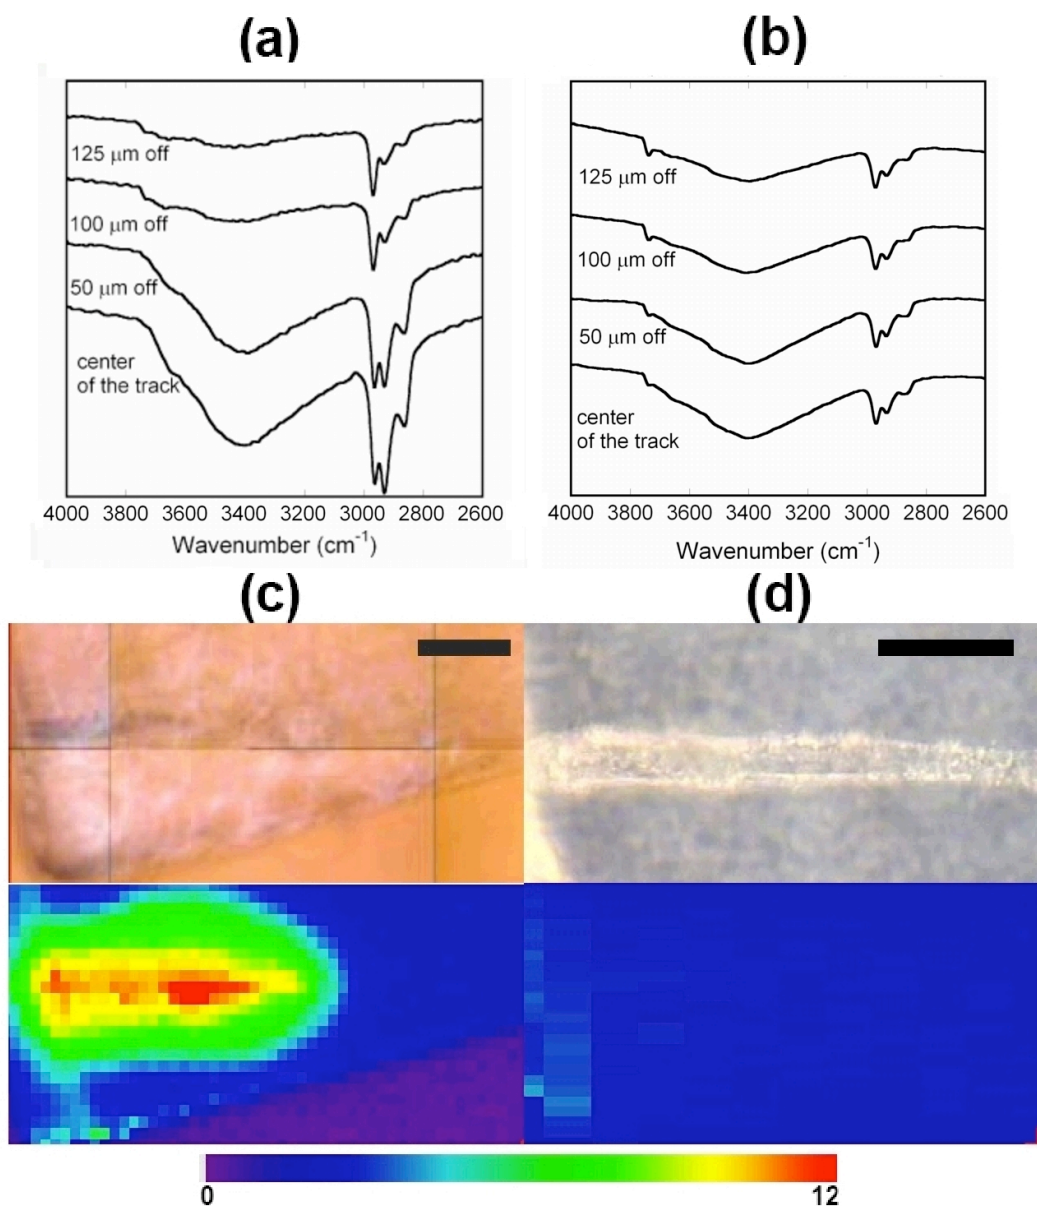 (a)
125 μm off
100 μm off
50 μm off
center
of the track
4000 3800 3600 3400 3200 3000 2800 2600
Wavenumber (cm⁻¹)
(b)
125 μm off
100 μm off
50 μm off
center
of the track
4000 3800 3600 3400 3200 3000 2800 2600
Wavenumber (cm⁻¹)
(c)
(d)
0
12